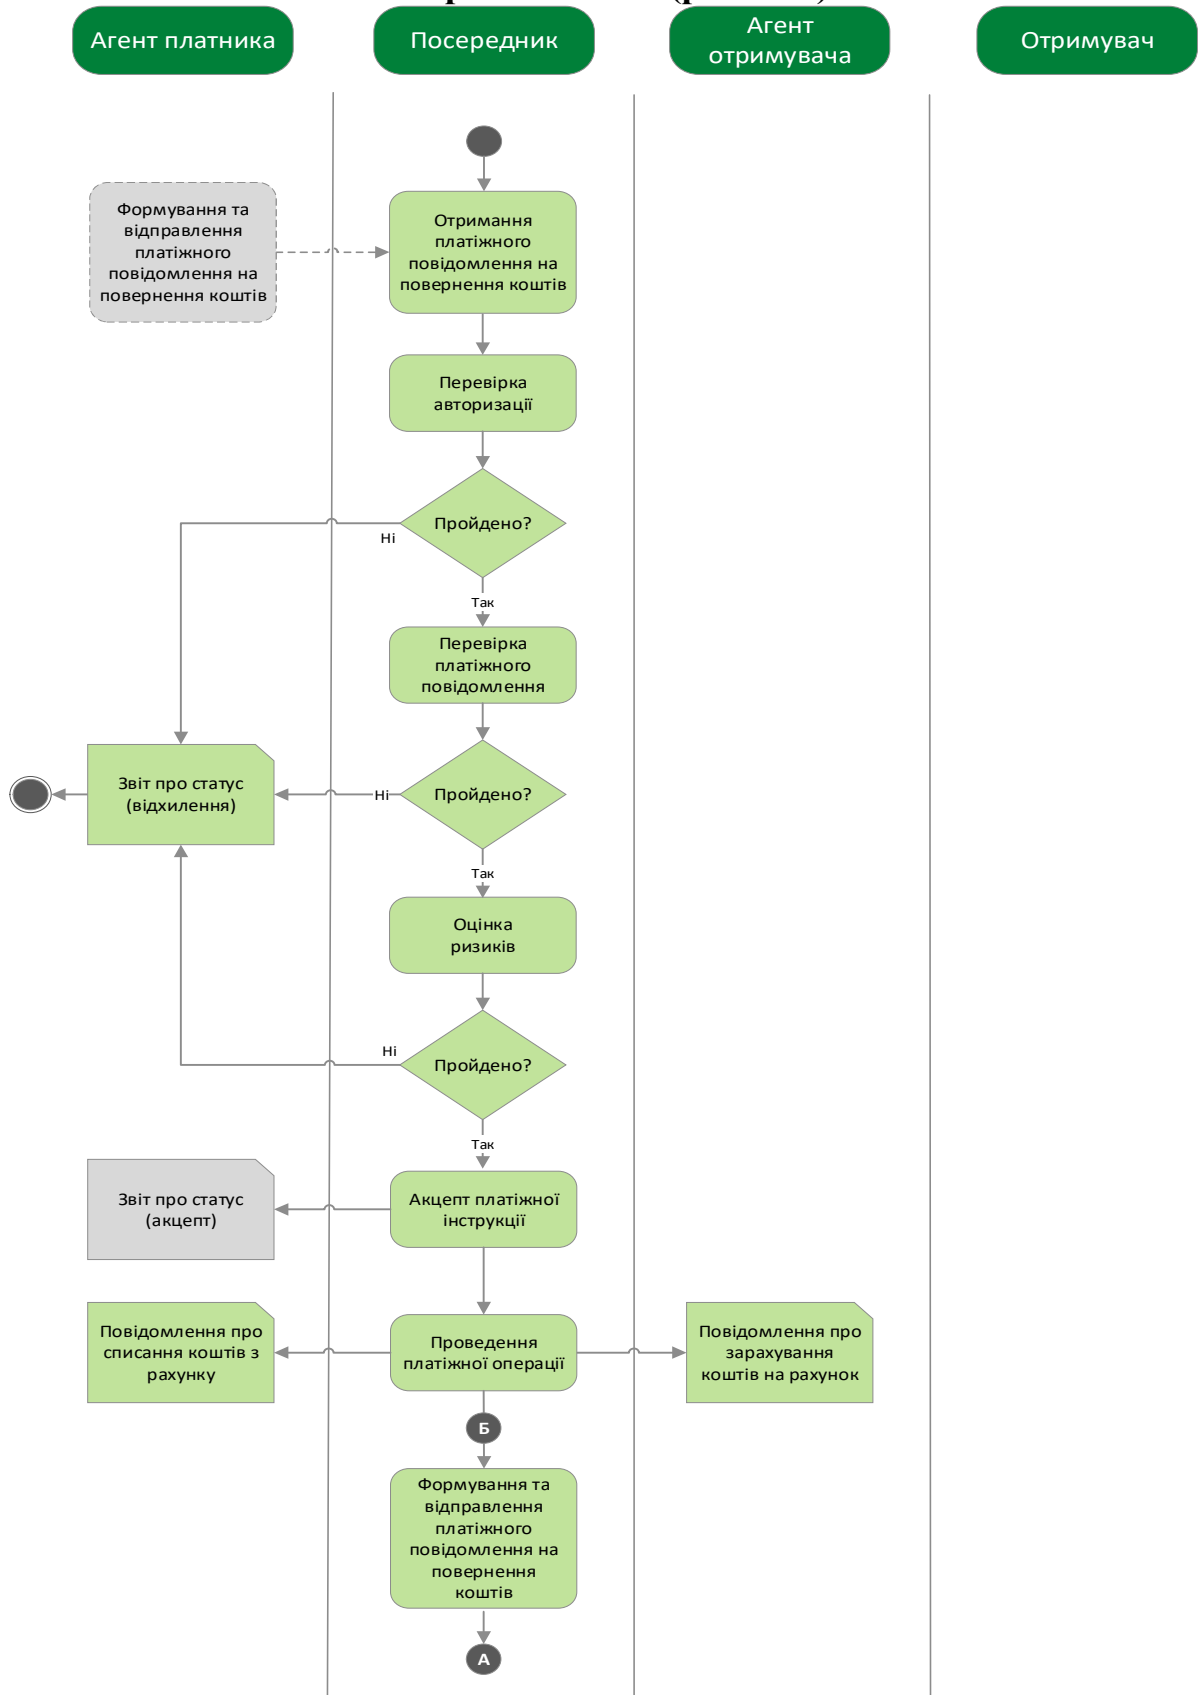 Агент платника
Посередник
Агент
отримувача
Отримувач
Формування та
відправлення
платіжного
повідомлення на
повернення коштів
Отримання
платіжного
повідомлення на
повернення коштів
Перевірка
авторизації
Пройдено?
Ні
Так
Перевірка
платіжного
повідомлення
Звіт про статус
(відхилення)
Ні
Пройдено?
Так
Оцінка
ризиків
Ні
Пройдено?
Так
Звіт про статус
(акцепт)
Акцепт платіжної
інструкції
Повідомлення про
списання коштів з
рахунку
Проведення
платіжної операції
Повідомлення про
зарахування
коштів на рахунок
Б
Формування та
відправлення
платіжного
повідомлення на
повернення
коштів
А